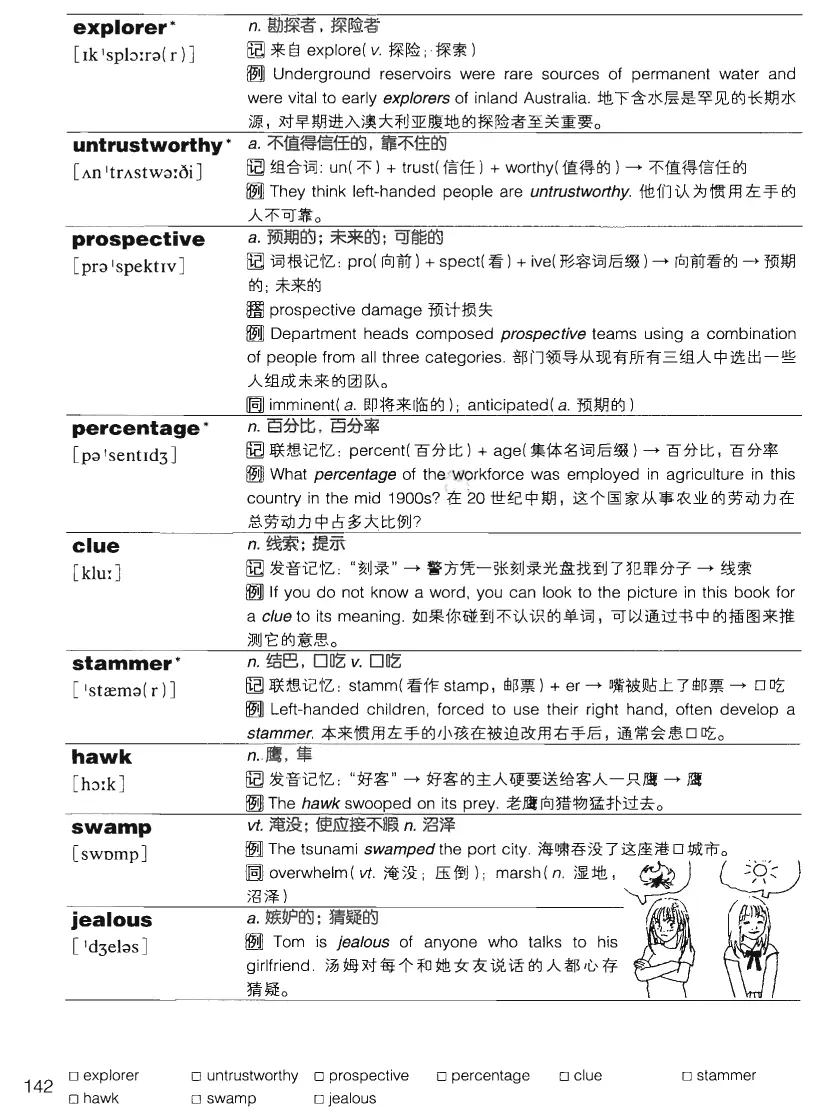 explorer* n. 勘探者，探险者
[ɪkˈsplɔːrə(r)] 记 来自 explore(v. 探险；探索)
例 Underground reservoirs were rare sources of permanent water and
were vital to early explorers of inland Australia. 地下含水层是罕见的长期水
源，对早期进入澳大利亚腹地的探险者至关重要。
untrustworthy* a. 不值得信任的，靠不住的
[ʌnˈtrʌstwəːði] 记 组合词: un(不) + trust(信任) + worthy(值得的) → 不值得信任的
例 They think left-handed people are untrustworthy. 他们认为惯用左手的
人不可靠。
prospective a. 预期的；未来的；可能的
[prəˈspektɪv] 记 词根记忆: pro(向前) + spect(看) + ive(形容词后缀) → 向前看的 → 预期
的; 未来的
搭 prospective damage 预计损失
例 Department heads composed prospective teams using a combination
of people from all three categories. 部门领导从现有所有三组人中选出一些
人组成未来的团队。
同 imminent(a. 即将来临的); anticipated(a. 预期的)
percentage* n. 百分比，百分率
[pəˈsentɪdʒ] 记 联想记忆: percent(百分比) + age(集体名词后缀) → 百分比，百分率
例 What percentage of the workforce was employed in agriculture in this
country in the mid 1900s? 在 20 世纪中期，这个国家从事农业的劳动力在
总劳动力中占多大比例?
clue n. 线索；提示
[kluː] 记 发音记忆: “刻录” → 警方凭一张刻录光盘找到了犯罪分子 → 线索
例 If you do not know a word, you can look to the picture in this book for
a clue to its meaning. 如果你碰到不认识的单词，可以通过书中的插图来推
测它的意思。
stammer* n. 结巴，口吃 v. 口吃
[ˈstæmə(r)] 记 联想记忆: stamm(看作 stamp，邮票) + er → 嘴被贴上了邮票 → 口吃
例 Left-handed children, forced to use their right hand, often develop a
stammer. 本来惯用左手的小孩在被迫改用右手后，通常会患口吃。
hawk n. 鹰，隼
[hɔːk] 记 发音记忆: “好客” → 好客的主人硬要送给客人一只鹰 → 鹰
例 The hawk swooped on its prey. 老鹰向猎物猛扑过去。
swamp vt. 淹没；使应接不暇 n. 沼泽
[swɒmp] 例 The tsunami swamped the port city. 海啸吞没了这座港口城市。
同 overwhelm(vt. 淹没；压倒); marsh(n. 湿地，
沼泽)
jealous a. 嫉妒的；猜疑的
[ˈdʒeləs] 例 Tom is jealous of anyone who talks to his
girlfriend. 汤姆对每个和她女友说话的人都心存
猜疑。
142 □ explorer □ untrustworthy □ prospective □ percentage □ clue □ stammer
□ hawk □ swamp □ jealous